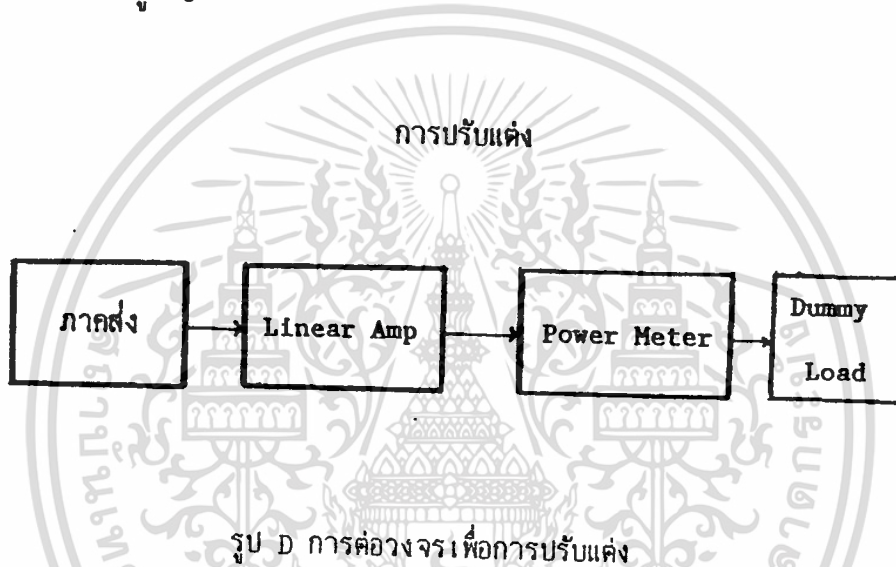 การปรับแต่ง
ภาคส่ง
Linear Amp
Power Meter
Dummy
Load
รูป D การต่อวงจรเพื่อการปรับแต่ง